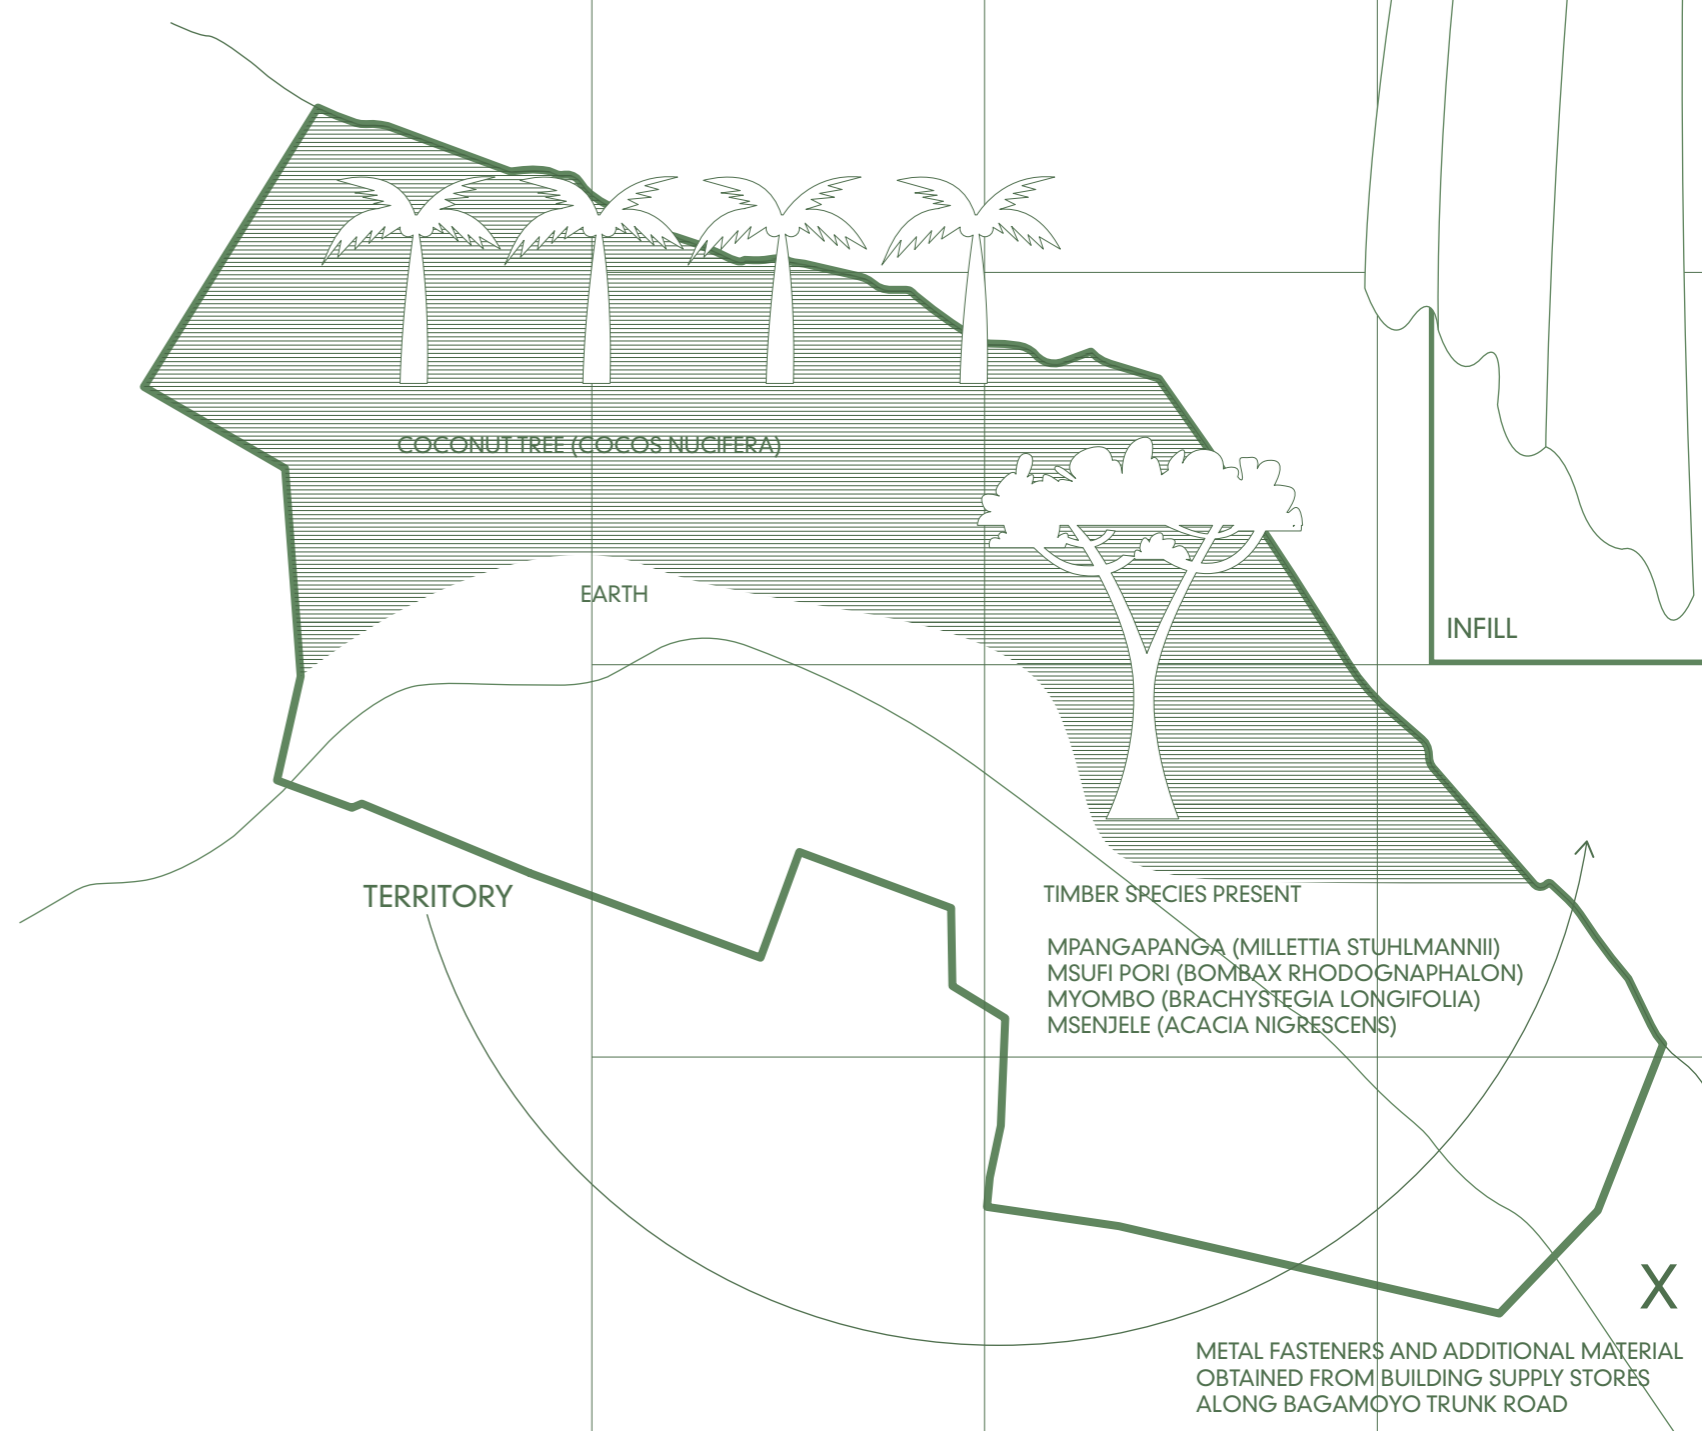 COCONUT TREE (COCOS NUCIFERA)
EARTH
INFILL
TERRITORY
TIMBER SPECIES PRESENT
MPANGAPANGA (MILLETTIA STUHLMANNII)
MSUFI PORI (BOMBAX RHODOGNAPHALON)
MYOMBO (BRACHYSTEGIA LONGIFOLIA)
MSENJELE (ACACIA NIGRESCENS)
X
METAL FASTENERS AND ADDITIONAL MATERIAL
OBTAINED FROM BUILDING SUPPLY STORES
ALONG BAGAMOYO TRUNK ROAD